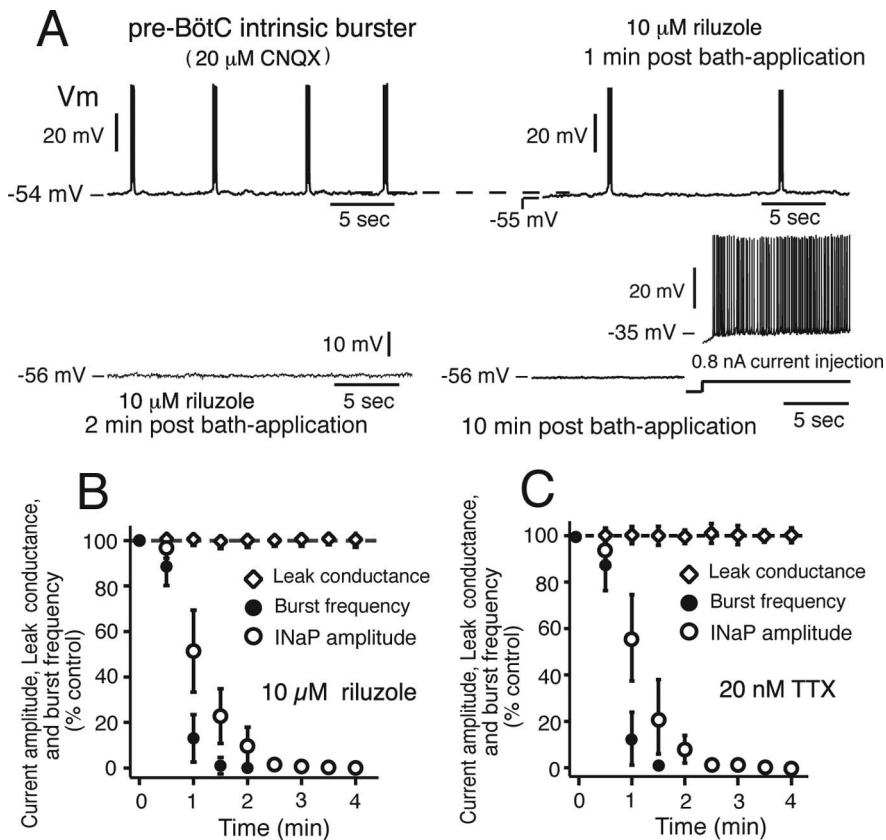 A
pre-BötC intrinsic burster
( 20 µM CNQX )
10 µM riluzole
1 min post bath-application
Vm
20 mV
20 mV
-54 mV
-55 mV
5 sec
5 sec
20 mV
-35 mV
10 mV
0.8 nA current injection
-56 mV
-56 mV
10 µM riluzole
5 sec
2 min post bath-application
10 min post bath-application
5 sec
B
Current amplitude, Leak conductance,
and burst frequency
(% control)
100
80
60
40
20
0
Leak conductance
Burst frequency
INaP amplitude
10 µM riluzole
0 1 2 3 4
Time (min)
C
Current amplitude, Leak conductance,
and burst frequency
(% control)
100
80
60
40
20
0
Leak conductance
Burst frequency
INaP amplitude
20 nM TTX
0 1 2 3 4
Time (min)